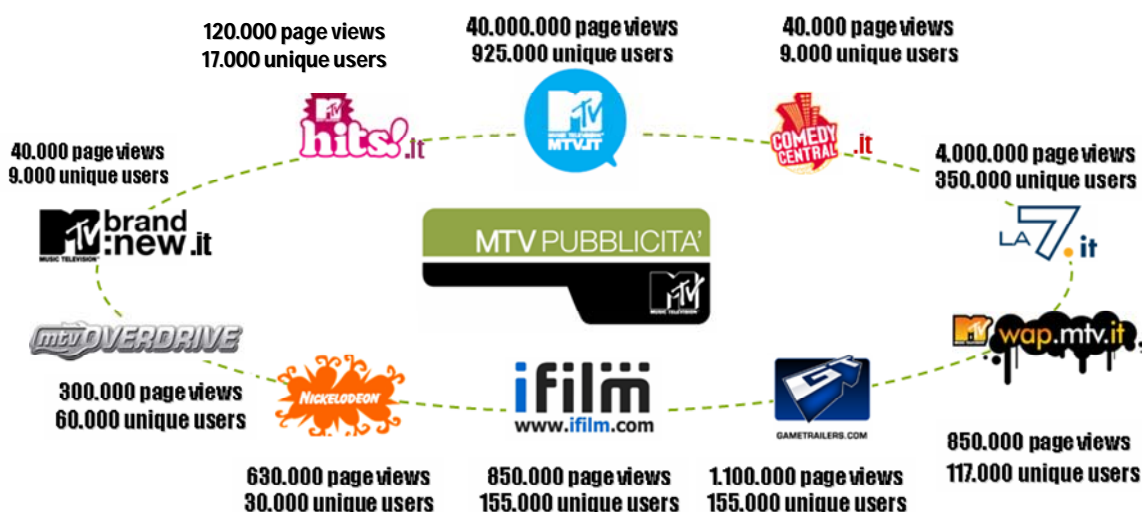 120.000 page views
17.000 unique users
40.000.000 page views
925.000 unique users
40.000 page views
9.000 unique users
MTV
hits!.it
MTV
MUSIC TELEVISION
MTV.IT
COMEDY
CENTRAL .it
40.000 page views
9.000 unique users
4.000.000 page views
350.000 unique users
MTV brand
:new.it
MUSIC TELEVISION
MTV PUBBLICITA'
MTV
MUSIC TELEVISION
LA7.it
mtv OVERDRIVE
MTV
MUSIC TELEVISION
wap.mtv.it
300.000 page views
60.000 unique users
NICKELODEON
ifilm
www.ifilm.com
GT
GAMETRAILERS.COM
850.000 page views
117.000 unique users
630.000 page views
30.000 unique users
850.000 page views
155.000 unique users
1.100.000 page views
155.000 unique users